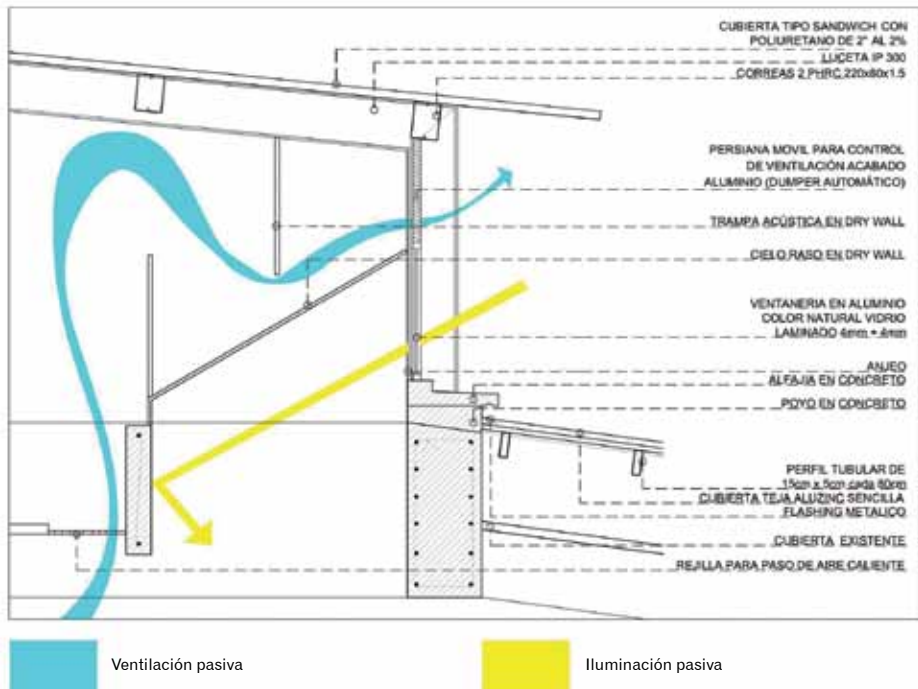 CUBIERTA TIPO SANDWICH CON
POLIURETANO DE 2" AL 2%
LUCETA IP 300
CORREAS 2 PHRC 220x80x1.5
PERSIANA MOVIL PARA CONTROL
DE VENTILACIÓN ACABADO
ALUMINIO (DUMPER AUTOMÁTICO)
TRAMPA ACÚSTICA EN DRY WALL
CIELO RASO EN DRY WALL
VENTANERIA EN ALUMINIO
COLOR NATURAL VIDRIO
LAMINADO 4mm + 4mm
ANJEO
ALFAJIA EN CONCRETO
POYO EN CONCRETO
PERFIL TUBULAR DE
15cm x 5cm cada 80cm
CUBIERTA TEJA ALUZINC SENCILLA
FLASHING METALICO
CUBIERTA EXISTENTE
REJILLA PARA PASO DE AIRE CALIENTE
Ventilación pasiva
Iluminación pasiva